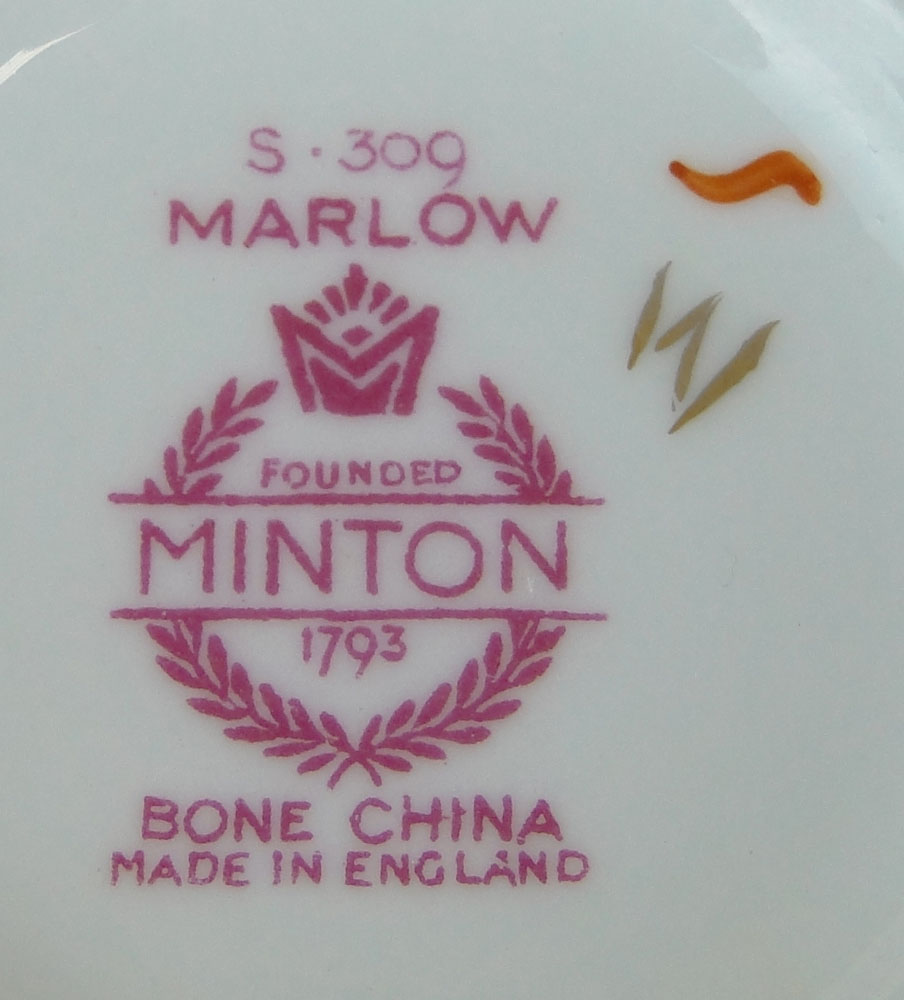 S · 309
MARLOW
FOUNDED
MINTON
1793
BONE CHINA
MADE IN ENGLAND